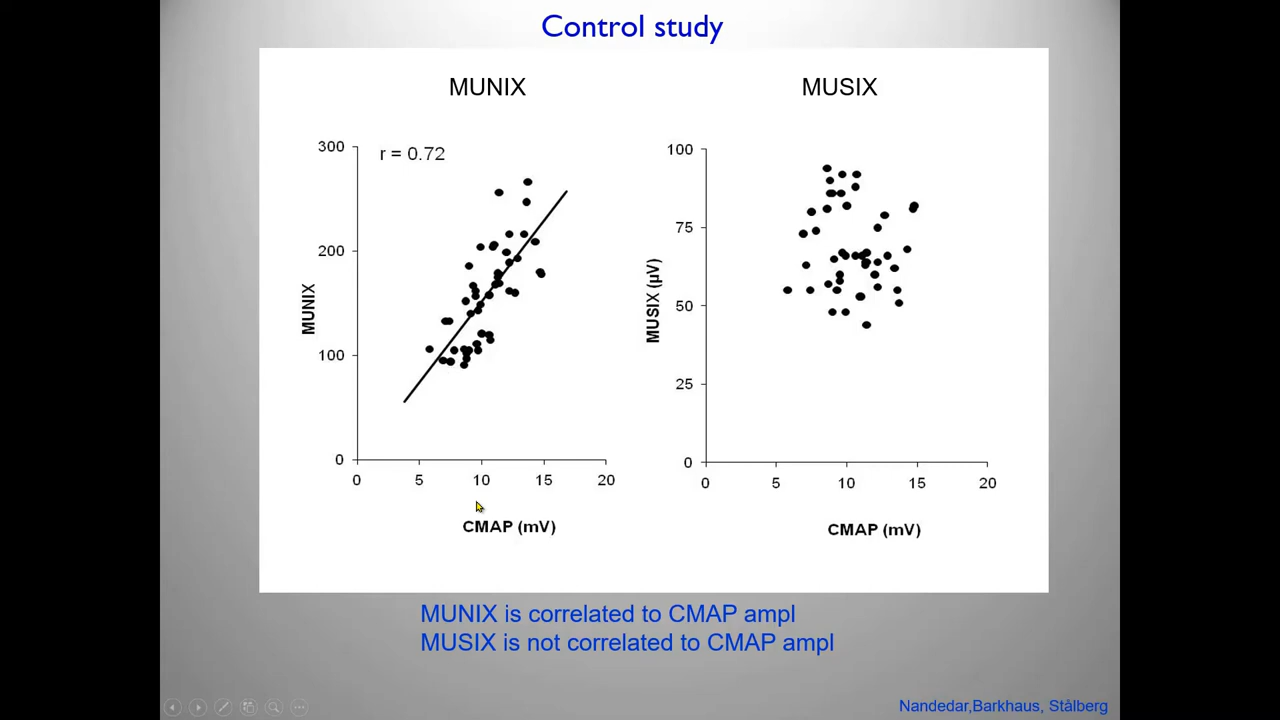 Control study
MUNIX
MUSIX
r = 0.72
300
200
100
0
MUNIX
0 5 10 15 20
CMAP (mV)
100
75
50
25
0
MUSIX (µV)
0 5 10 15 20
CMAP (mV)
MUNIX is correlated to CMAP ampl
MUSIX is not correlated to CMAP ampl
Nandedar,Barkhaus, Stålberg